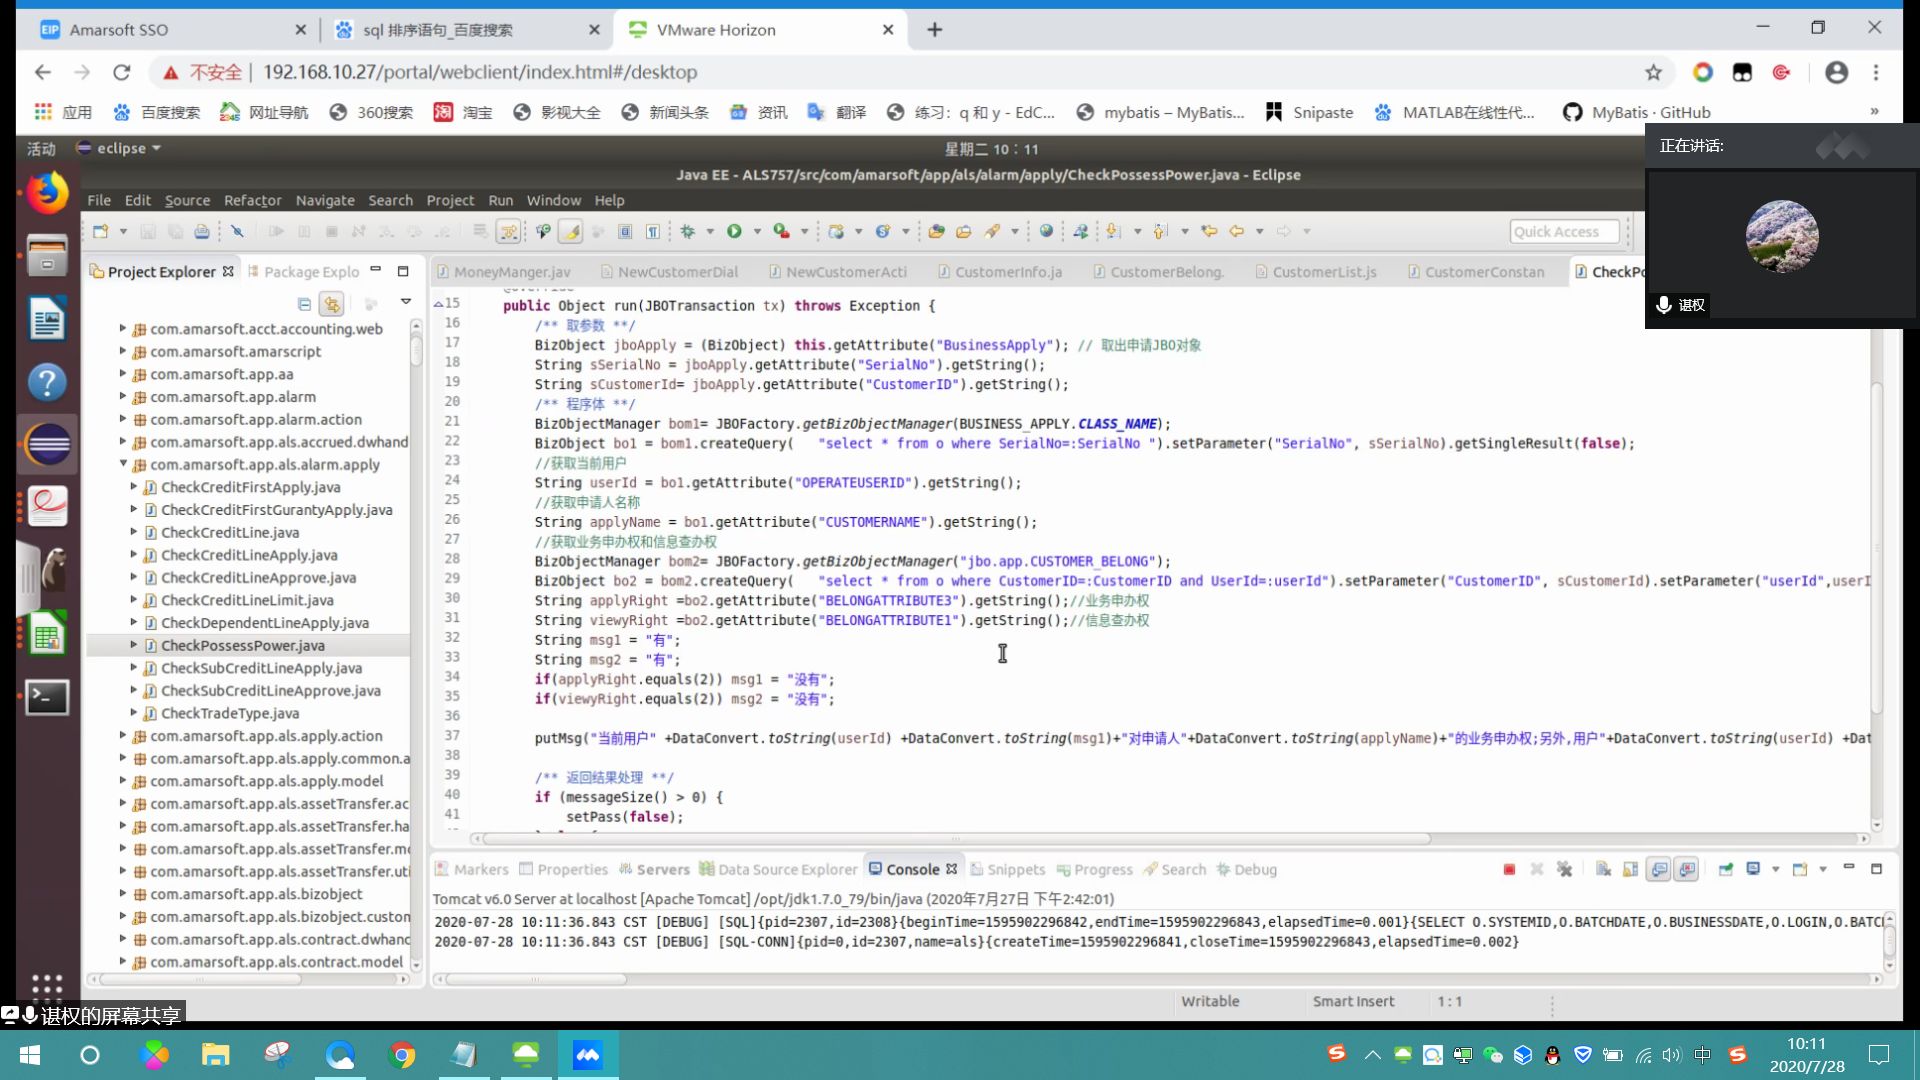 Amarsoft SSO
sql 排序语句_百度搜索
VMware Horizon
不安全 | 192.168.10.27/portal/webclient/index.html#/desktop
应用 百度搜索 网址导航 360搜索 淘宝 影视大全 新闻头条 资讯 翻译 练习：q 和 y - EdC... mybatis – MyBatis... Snipaste MATLAB在线性代... MyBatis · GitHub »
活动 eclipse
星期二 10：11
正在讲话:
谌权
Java EE - ALS757/src/com/amarsoft/app/als/alarm/apply/CheckPossessPower.java - Eclipse
File Edit Source Refactor Navigate Search Project Run Window Help
Quick Access
Project Explorer Package Explo
MoneyManger.jav NewCustomerDial NewCustomerActi CustomerInfo.ja CustomerBelong. CustomerList.js CustomerConstan CheckPo
com.amarsoft.acct.accounting.web
com.amarsoft.amarscript
com.amarsoft.app.aa
com.amarsoft.app.alarm
com.amarsoft.app.alarm.action
com.amarsoft.app.als.accrued.dwhand
com.amarsoft.app.als.alarm.apply
CheckCreditFirstApply.java
CheckCreditFirstGurantyApply.java
CheckCreditLine.java
CheckCreditLineApply.java
CheckCreditLineApprove.java
CheckCreditLineLimit.java
CheckDependentLineApply.java
CheckPossessPower.java
CheckSubCreditLineApply.java
CheckSubCreditLineApprove.java
CheckTradeType.java
com.amarsoft.app.als.apply.action
com.amarsoft.app.als.apply.common.a
com.amarsoft.app.als.apply.model
com.amarsoft.app.als.assetTransfer.ac
com.amarsoft.app.als.assetTransfer.ha
com.amarsoft.app.als.assetTransfer.mo
com.amarsoft.app.als.assetTransfer.uti
com.amarsoft.app.als.bizobject
com.amarsoft.app.als.bizobject.custom
com.amarsoft.app.als.contract.dwhand
com.amarsoft.app.als.contract.model
15 public Object run(JBOTransaction tx) throws Exception {
16 /** 取参数 **/
17 BizObject jboApply = (BizObject) this.getAttribute("BusinessApply"); // 取出申请JBO对象
18 String sSerialNo = jboApply.getAttribute("SerialNo").getString();
19 String sCustomerId= jboApply.getAttribute("CustomerID").getString();
20 /** 程序体 **/
21 BizObjectManager bom1= JBOFactory.getBizObjectManager(BUSINESS_APPLY.CLASS_NAME);
22 BizObject bo1 = bom1.createQuery( "select * from o where SerialNo=:SerialNo ").setParameter("SerialNo", sSerialNo).getSingleResult(false);
23 //获取当前用户
24 String userId = bo1.getAttribute("OPERATEUSERID").getString();
25 //获取申请人名称
26 String applyName = bo1.getAttribute("CUSTOMERNAME").getString();
27 //获取业务申办权和信息查办权
28 BizObjectManager bom2= JBOFactory.getBizObjectManager("jbo.app.CUSTOMER_BELONG");
29 BizObject bo2 = bom2.createQuery( "select * from o where CustomerID=:CustomerID and UserId=:userId").setParameter("CustomerID", sCustomerId).setParameter("userId",userI
30 String applyRight =bo2.getAttribute("BELONGATTRIBUTE3").getString();//业务申办权
31 String viewyRight =bo2.getAttribute("BELONGATTRIBUTE1").getString();//信息查办权
32 String msg1 = "有";
33 String msg2 = "有";
34 if(applyRight.equals(2)) msg1 = "没有";
35 if(viewyRight.equals(2)) msg2 = "没有";
36
37 putMsg("当前用户" +DataConvert.toString(userId) +DataConvert.toString(msg1)+"对申请人"+DataConvert.toString(applyName)+"的业务申办权;另外,用户"+DataConvert.toString(userId) +Dat
38
39 /** 返回结果处理 **/
40 if (messageSize() > 0) {
41 setPass(false);
Markers Properties Servers Data Source Explorer Console Snippets Progress Search Debug
Tomcat v6.0 Server at localhost [Apache Tomcat] /opt/jdk1.7.0_79/bin/java (2020年7月27日 下午2:42:01)
2020-07-28 10:11:36.843 CST [DEBUG] [SQL]{pid=2307,id=2308}{beginTime=1595902296842,endTime=1595902296843,elapsedTime=0.001}{SELECT O.SYSTEMID,O.BATCHDATE,O.BUSINESSDATE,O.LOGIN,O.BATC
2020-07-28 10:11:36.843 CST [DEBUG] [SQL-CONN]{pid=0,id=2307,name=als}{createTime=1595902296841,closeTime=1595902296843,elapsedTime=0.002}
Writable Smart Insert 1 : 1
谌权的屏幕共享
中
10:11
2020/7/28